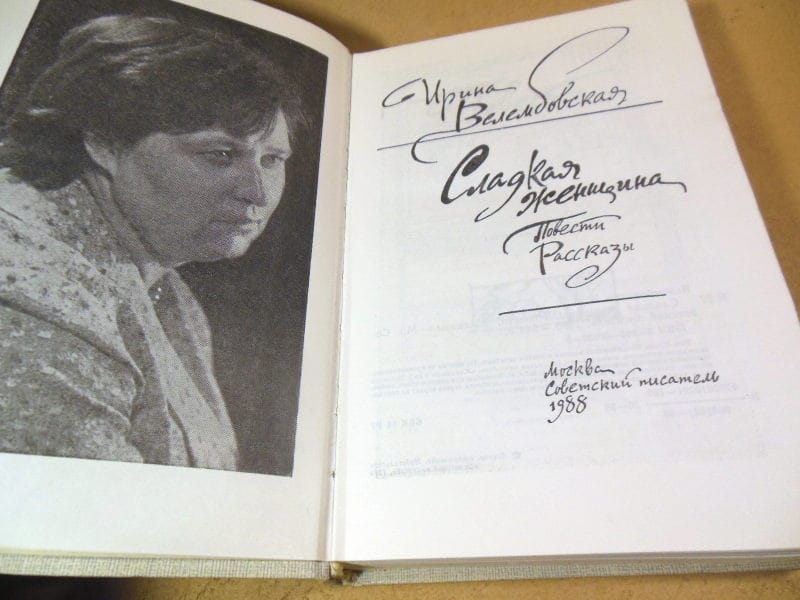 Ирина
Велембовская
Сладкая
женщина
Повести
Рассказы
Москва
Советский писатель
1988